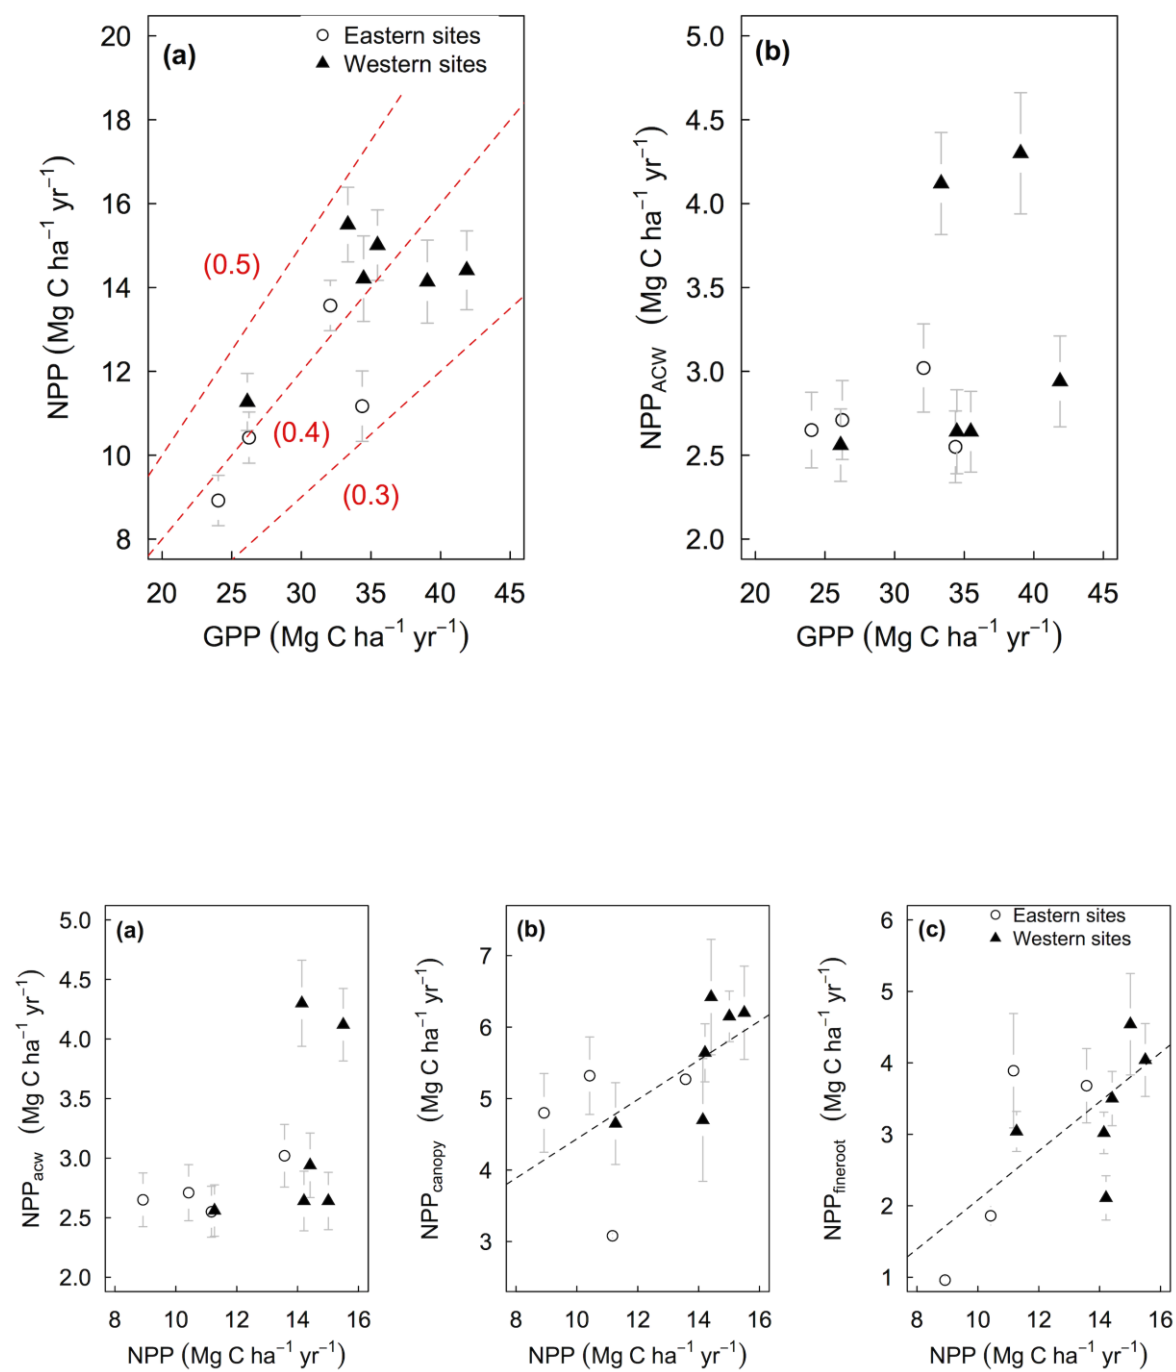 (a)
Eastern sites
Western sites
20
18
16
14
12
10
8
NPP (Mg C ha⁻¹ yr⁻¹)
(0.5)
(0.4)
(0.3)
20 25 30 35 40 45
GPP (Mg C ha⁻¹ yr⁻¹)
(b)
5.0
4.5
4.0
3.5
3.0
2.5
2.0
NPP_ACW (Mg C ha⁻¹ yr⁻¹)
20 25 30 35 40 45
GPP (Mg C ha⁻¹ yr⁻¹)
(a)
5.0
4.5
4.0
3.5
3.0
2.5
2.0
NPP_acw (Mg C ha⁻¹ yr⁻¹)
8 10 12 14 16
NPP (Mg C ha⁻¹ yr⁻¹)
(b)
7
6
5
4
3
NPP_canopy (Mg C ha⁻¹ yr⁻¹)
8 10 12 14 16
NPP (Mg C ha⁻¹ yr⁻¹)
(c)
Eastern sites
Western sites
6
5
4
3
2
1
NPP_fineroot (Mg C ha⁻¹ yr⁻¹)
8 10 12 14 16
NPP (Mg C ha⁻¹ yr⁻¹)